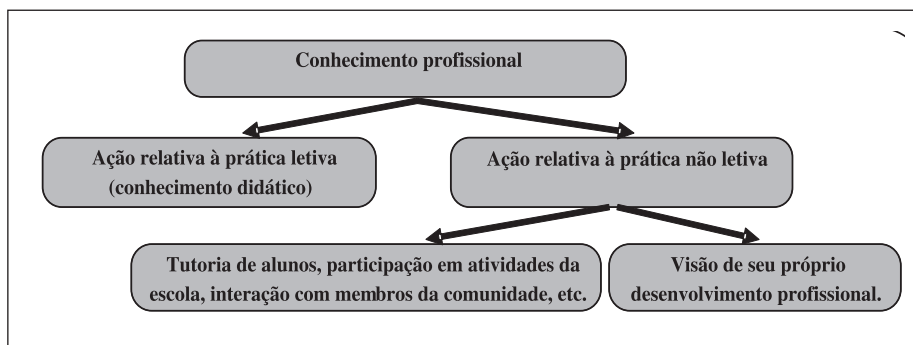 Conhecimento profissional
Ação relativa à prática letiva
(conhecimento didático)
Ação relativa à prática não letiva
Tutoria de alunos, participação em atividades da
escola, interação com membros da comunidade, etc.
Visão de seu próprio
desenvolvimento profissional.